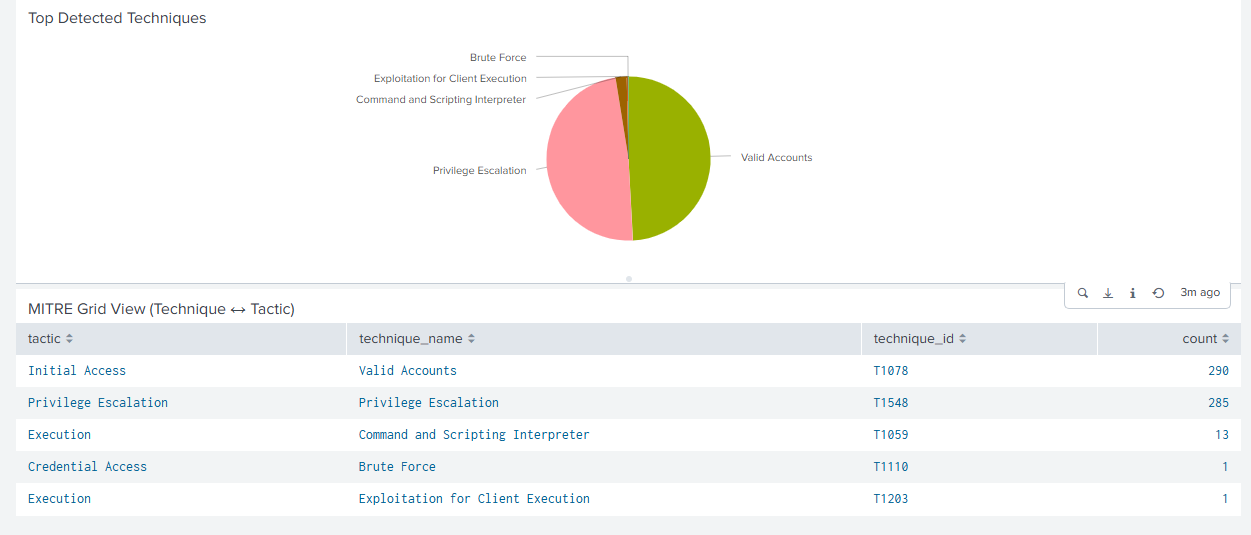 Top Detected Techniques
Brute Force
Exploitation for Client Execution
Command and Scripting Interpreter
Valid Accounts
Privilege Escalation
3m ago
MITRE Grid View (Technique ↔ Tactic)
tactic technique_name technique_id count
Initial Access Valid Accounts T1078 290
Privilege Escalation Privilege Escalation T1548 285
Execution Command and Scripting Interpreter T1059 13
Credential Access Brute Force T1110 1
Execution Exploitation for Client Execution T1203 1